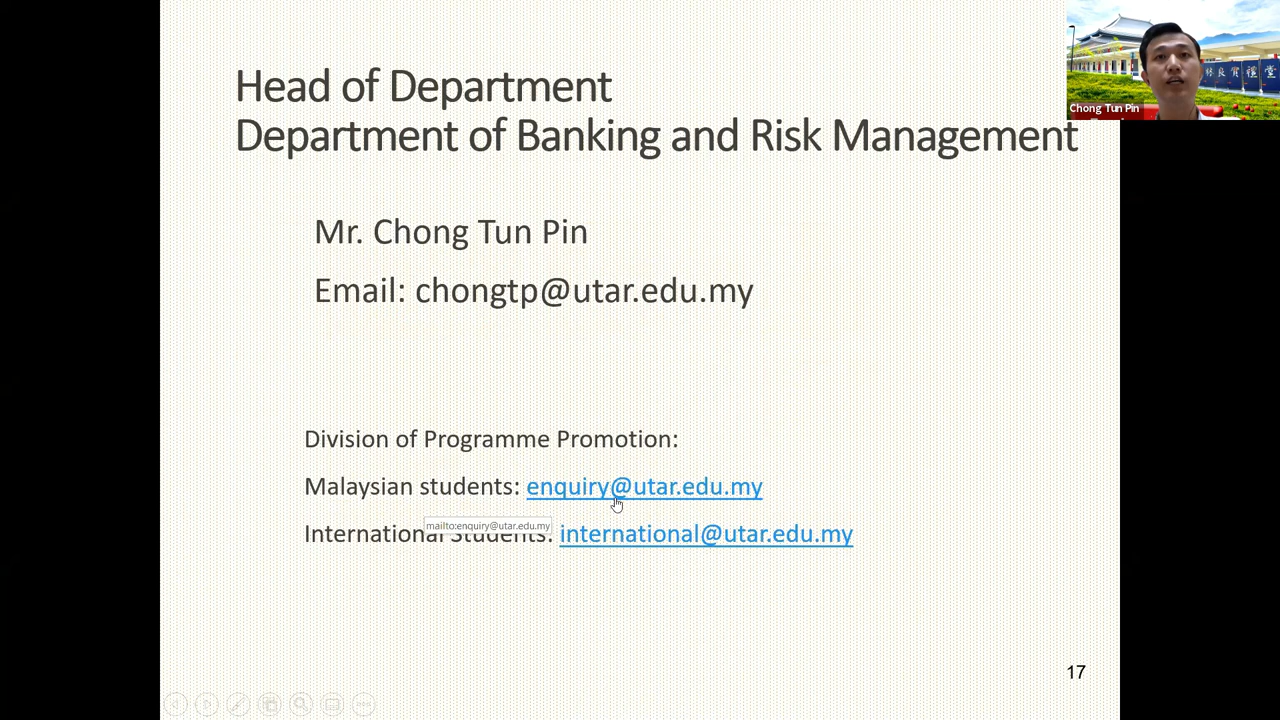 Head of Department
Department of Banking and Risk Management
Chong Tun Pin
Mr. Chong Tun Pin
Email: chongtp@utar.edu.my
Division of Programme Promotion:
Malaysian students: enquiry@utar.edu.my
mailto:enquiry@utar.edu.my
International Students: international@utar.edu.my
17